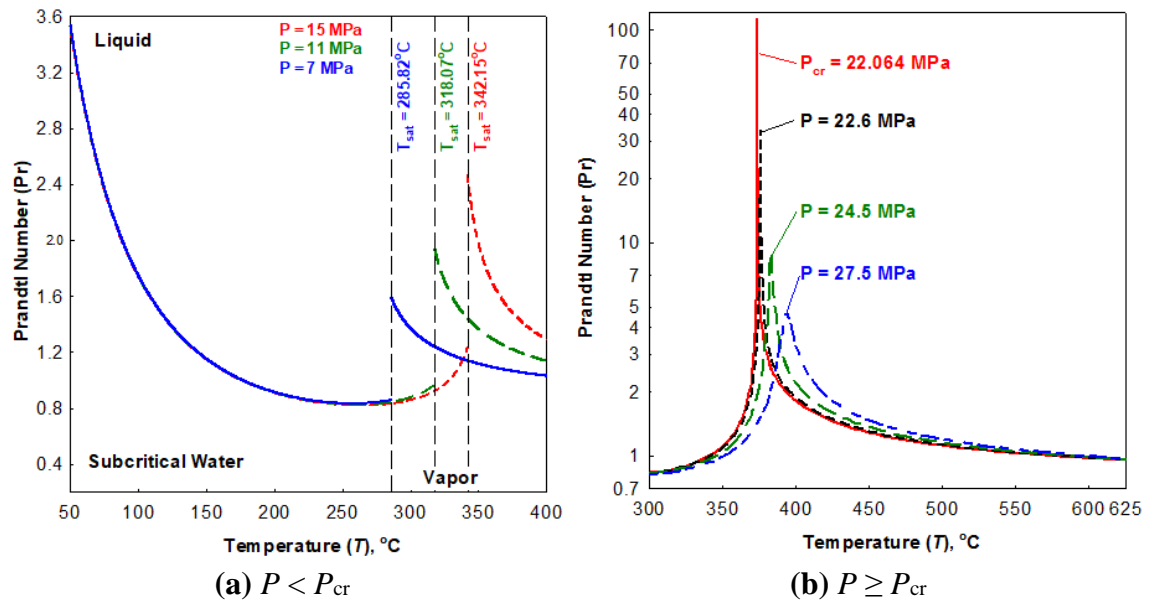 3.6
3.2
2.8
2.4
2.0
1.6
1.2
0.8
0.4
Prandtl Number (Pr)
Liquid
P = 15 MPa
P = 11 MPa
P = 7 MPa
Tsat = 285.82°C
Tsat = 318.07°C
Tsat = 342.15°C
Subcritical Water
Vapor
50 100 150 200 250 300 350 400
Temperature (T), °C
(a) P < Pcr
100
70
50
40
30
20
10
7
5
4
3
2
1
0.7
Prandtl Number (Pr)
Pcr = 22.064 MPa
P = 22.6 MPa
P = 24.5 MPa
P = 27.5 MPa
300 350 400 450 500 550 600 625
Temperature (T), °C
(b) P ≥ Pcr